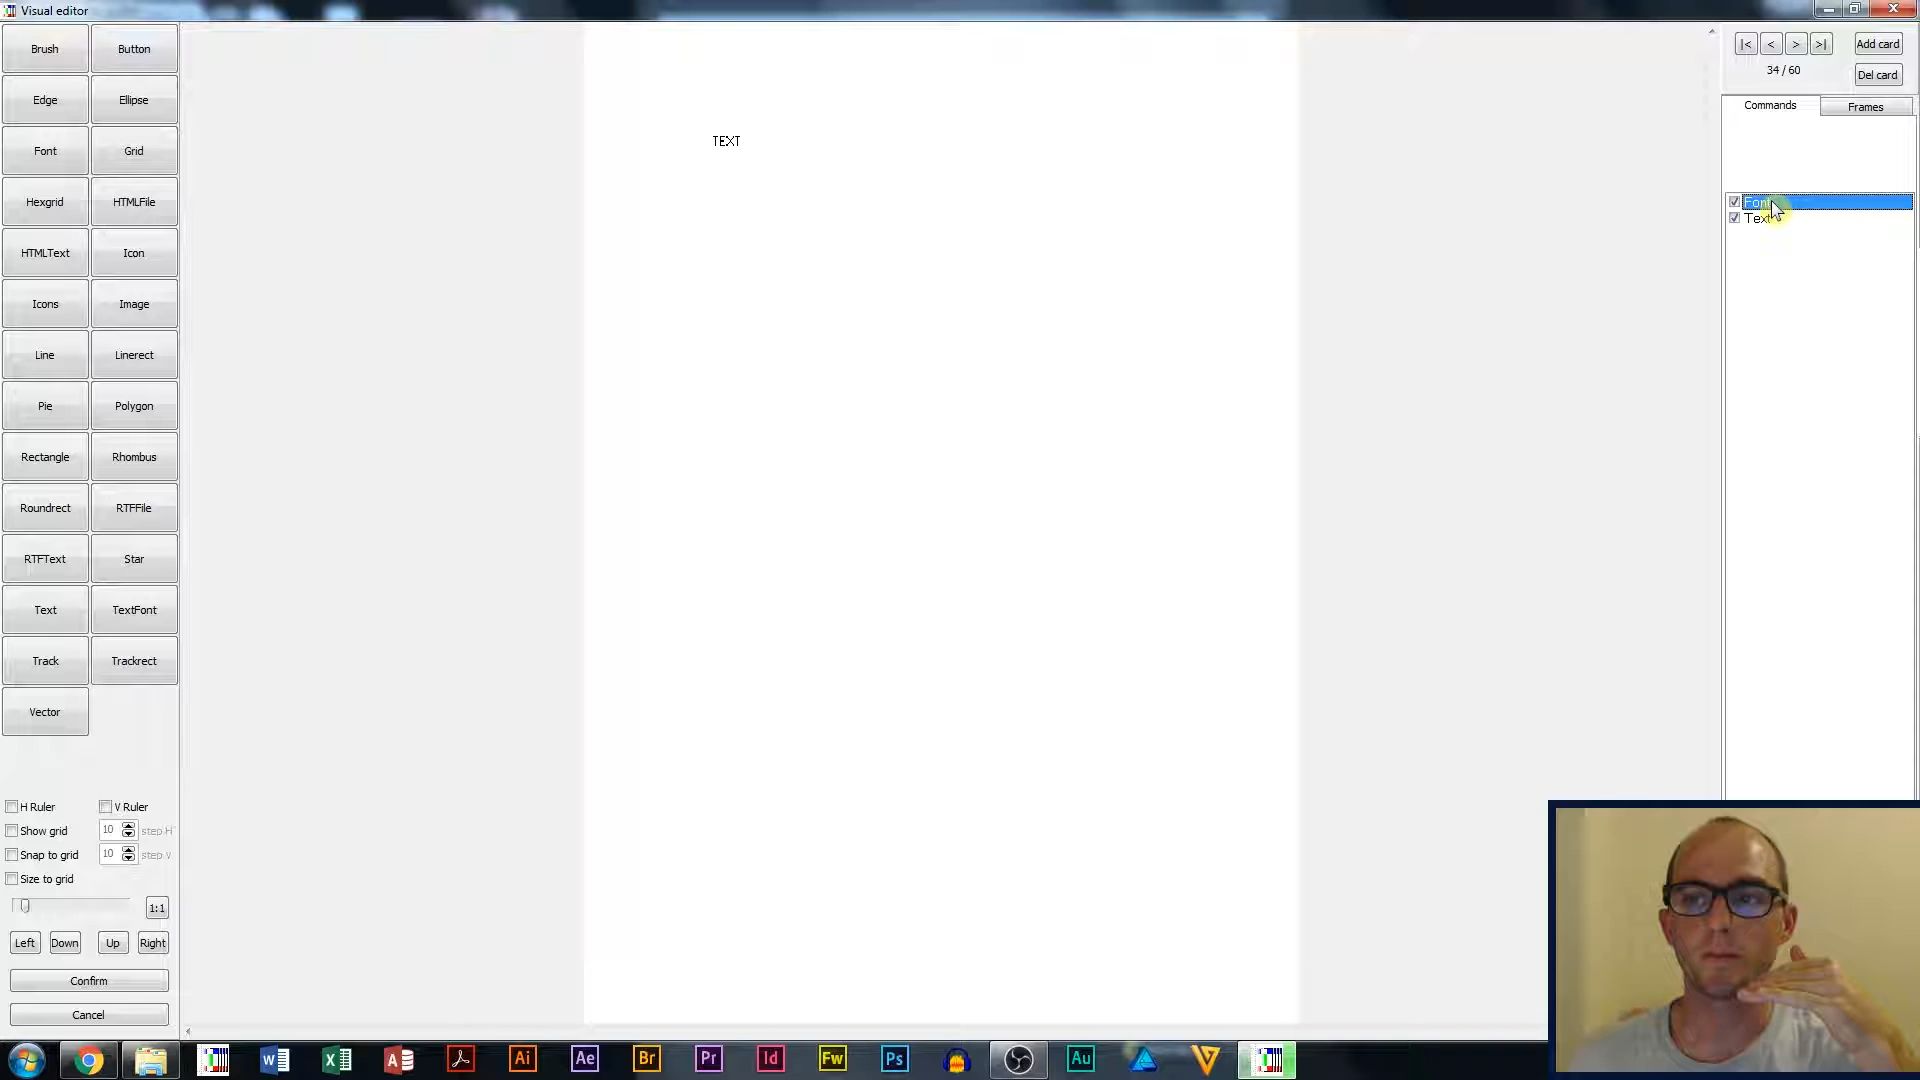 Visual editor
Brush
Button
Edge
Ellipse
Font
Grid
Hexgrid
HTMLFile
HTMLText
Icon
Icons
Image
Line
Linerect
Pie
Polygon
Rectangle
Rhombus
Roundrect
RTFFile
RTFText
Star
Text
TextFont
Track
Trackrect
Vector
H Ruler
V Ruler
Show grid
10
step H
Snap to grid
10
step V
Size to grid
1:1
Left
Down
Up
Right
Confirm
Cancel
TEXT
|<
<
>
>|
Add card
34 / 60
Del card
Commands
Frames
Font
Text
Ai
Ae
Br
Pr
Id
Fw
Ps
Au